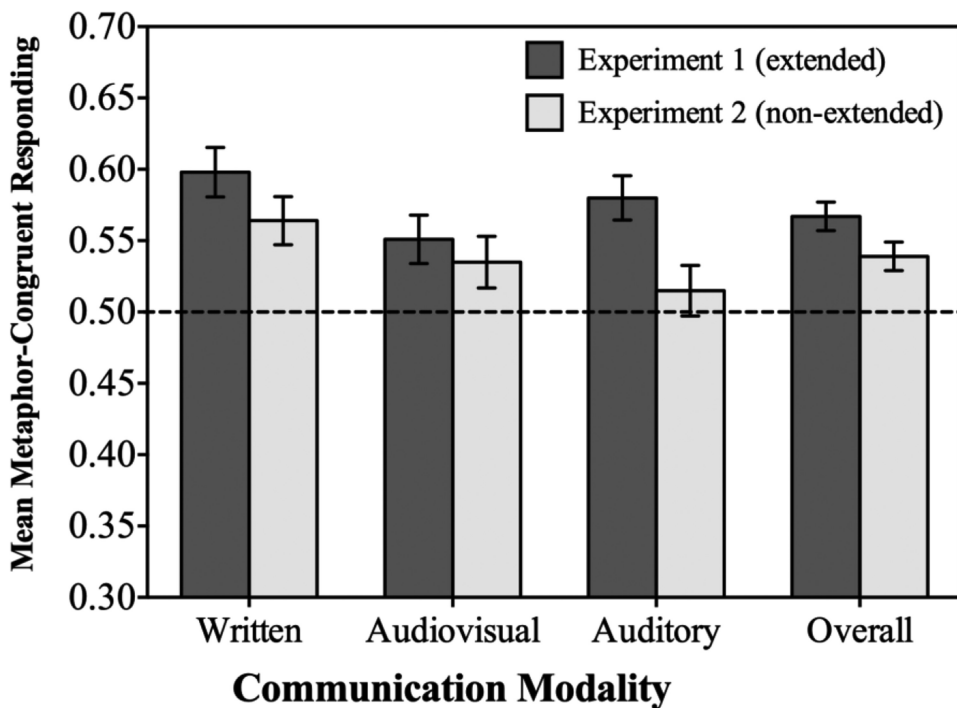 Mean Metaphor-Congruent Responding
0.70
0.65
0.60
0.55
0.50
0.45
0.40
0.35
0.30
Experiment 1 (extended)
Experiment 2 (non-extended)
Written
Audiovisual
Auditory
Overall
Communication Modality